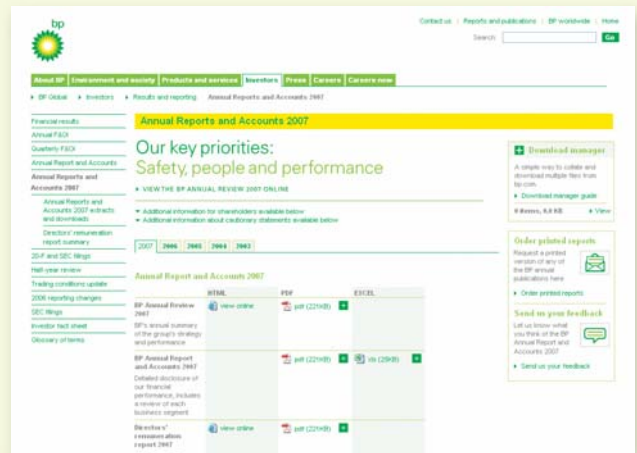 bp
Contact us | Reports and publications | BP worldwide | Home
Search:
Go
About BP
Environment and society
Products and services
Investors
Press
Careers
Careers now
BP Global
Investors
Results and reporting
Annual Reports and Accounts 2007
Financial results
Annual F&OI
Quarterly F&OI
Annual Report and Accounts
Annual Reports and
Accounts 2007
Annual Reports and
Accounts 2007 extracts
and downloads
Directors' remuneration
report summary
20-F and SEC filings
Half-year review
Trading conditions update
2006 reporting changes
SEC filings
Investor fact sheet
Glossary of terms
Annual Reports and Accounts 2007
Our key priorities:
Safety, people and performance
VIEW THE BP ANNUAL REVIEW 2007 ONLINE
Additional information for shareholders available below
Additional information about cautionary statements available below
2007
2006
2005
2004
2003
Annual Report and Accounts 2007
HTML
PDF
EXCEL
BP Annual Review
2007
view online
pdf (221KB)
BP's annual summary
of the group's strategy
and performance
BP Annual Report
and Accounts 2007
pdf (221KB)
xls (25KB)
Detailed disclosure of
our financial
performance, includes
a review of each
business segment
Directors'
remuneration
report 2007
view online
pdf (221KB)
Download manager
A simple way to collate and
download multiple files from
bp.com
Download manager guide
0 items, 0.0 KB
View
Order printed reports
Request a printed
version of any of
the BP annual
publications here
Order printed reports
Send us your feedback
Let us know what
you think of the BP
Annual Report and
Accounts 2007
Send us your feedback